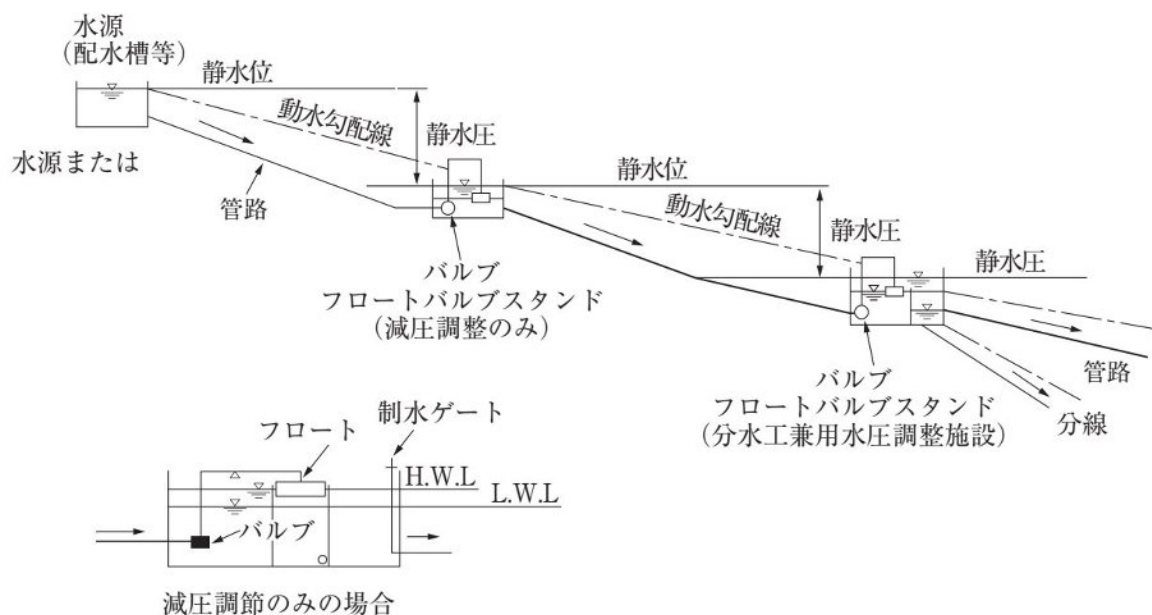 水源
(配水槽等)
静水位
動水勾配線
静水圧
水源または
管路
静水位
動水勾配線
静水圧
静水圧
バルブ
フロートバルブスタンド
(減圧調整のみ)
管路
バルブ
フロートバルブスタンド
(分水工兼用水圧調整施設)
分線
制水ゲート
フロート
H.W.L
L.W.L
バルブ
減圧調節のみの場合